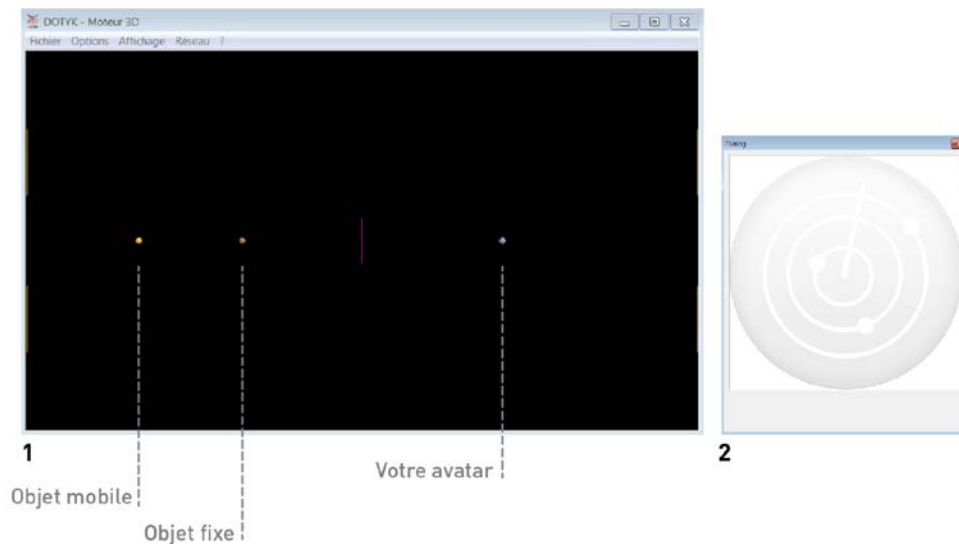 DOTYK - Moteur 3D
Fichier Options Affichage Réseau ?
1
2
Votre avatar
Objet mobile
Objet fixe